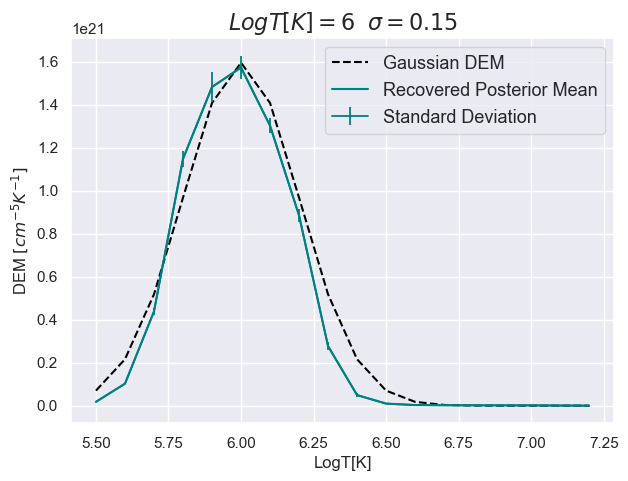 LogT[K] = 6 σ = 0.15
1e21
Gaussian DEM
Recovered Posterior Mean
Standard Deviation
1.6
1.4
1.2
1.0
0.8
0.6
0.4
0.2
0.0
DEM [cm⁻⁵K⁻¹]
5.50 5.75 6.00 6.25 6.50 6.75 7.00 7.25
LogT[K]